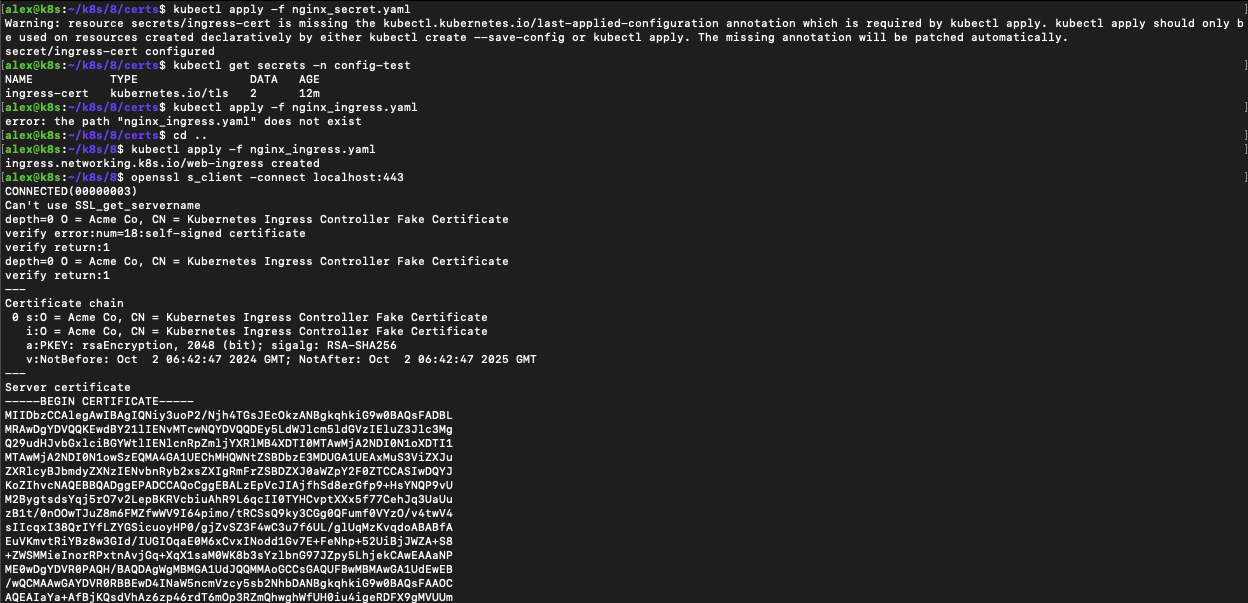 [alex@k8s:~/k8s/8/certs$ kubectl apply -f nginx_secret.yaml ]
Warning: resource secrets/ingress-cert is missing the kubectl.kubernetes.io/last-applied-configuration annotation which is required by kubectl apply. kubectl apply should only b
e used on resources created declaratively by either kubectl create --save-config or kubectl apply. The missing annotation will be patched automatically.
secret/ingress-cert configured
[alex@k8s:~/k8s/8/certs$ kubectl get secrets -n config-test ]
NAME           TYPE                DATA   AGE
ingress-cert   kubernetes.io/tls   2      12m
[alex@k8s:~/k8s/8/certs$ kubectl apply -f nginx_ingress.yaml ]
error: the path "nginx_ingress.yaml" does not exist
[alex@k8s:~/k8s/8/certs$ cd .. ]
[alex@k8s:~/k8s/8$ kubectl apply -f nginx_ingress.yaml ]
ingress.networking.k8s.io/web-ingress created
[alex@k8s:~/k8s/8$ openssl s_client -connect localhost:443 ]
CONNECTED(00000003)
Can't use SSL_get_servername
depth=0 O = Acme Co, CN = Kubernetes Ingress Controller Fake Certificate
verify error:num=18:self-signed certificate
verify return:1
depth=0 O = Acme Co, CN = Kubernetes Ingress Controller Fake Certificate
verify return:1
---
Certificate chain
 0 s:O = Acme Co, CN = Kubernetes Ingress Controller Fake Certificate
   i:O = Acme Co, CN = Kubernetes Ingress Controller Fake Certificate
   a:PKEY: rsaEncryption, 2048 (bit); sigalg: RSA-SHA256
   v:NotBefore: Oct  2 06:42:47 2024 GMT; NotAfter: Oct  2 06:42:47 2025 GMT
---
Server certificate
-----BEGIN CERTIFICATE-----
MIIDbzCCAlegAwIBAgIQNiy3uoP2/Njh4TGsJEcOkzANBgkqhkiG9w0BAQsFADBL
MRAwDgYDVQQKEwdBY21lIENvMTcwNQYDVQQDEy5LdWJlcm5ldGVzIEluZ3Jlc3Mg
Q29udHJvbGxlciBGYWtlIENlcnRpZmljYXRlMB4XDTI0MTAwMjA2NDI0N1oXDTI1
MTAwMjA2NDI0N1owSzEQMA4GA1UEChMHQWNtZSBDbzE3MDUGA1UEAxMuS3ViZXJu
ZXRlcyBJbmdyZXNzIENvbnRyb2xsZXIgRmFrZSBDZXJ0aWZpY2F0ZTCCASIwDQYJ
KoZIhvcNAQEBBQADggEPADCCAQoCggEBALzEpVcJIAjfhSd8erGfp9+HsYNQP9vU
M2BygtsdsYqj5rO7v2LepBKRVcbiuAhR9L6qcII0TYHCvptXXx5f77CehJq3UaUu
zB1t/0nOOwTJuZ8m6FMZfwWV9I64pimo/tRCSsQ9ky3CGg0QFumf0VYzO/v4twV4
sIIcqxI38QrIYfLZYGSicuoyHP0/gjZvSZ3F4wC3u7f6UL/glUqMzKvqdoABABfA
EuVKmvtRiYBz8w3GId/IUGIOqaE0M6xCvxINodd1Gv7E+FeNhp+52UiBjJWZA+S8
+ZWSMMieInorRPxtnAvjGq+XqX1saM0WK8b3sYzlbnG97JZpy5LhjekCAwEAAaNP
ME0wDgYDVR0PAQH/BAQDAgWgMBMGA1UdJQQMMAoGCCsGAQUFBwMBMAwGA1UdEwEB
/wQCMAAwGAYDVR0RBBEwD4INaW5ncmVzcy5sb2NhbDANBgkqhkiG9w0BAQsFAAOC
AQEAIaYa+AfBjKQsdVhAz6zp46rdT6mOp3RZmQhwghWfUH0iu4igeRDFX9gMVUUm